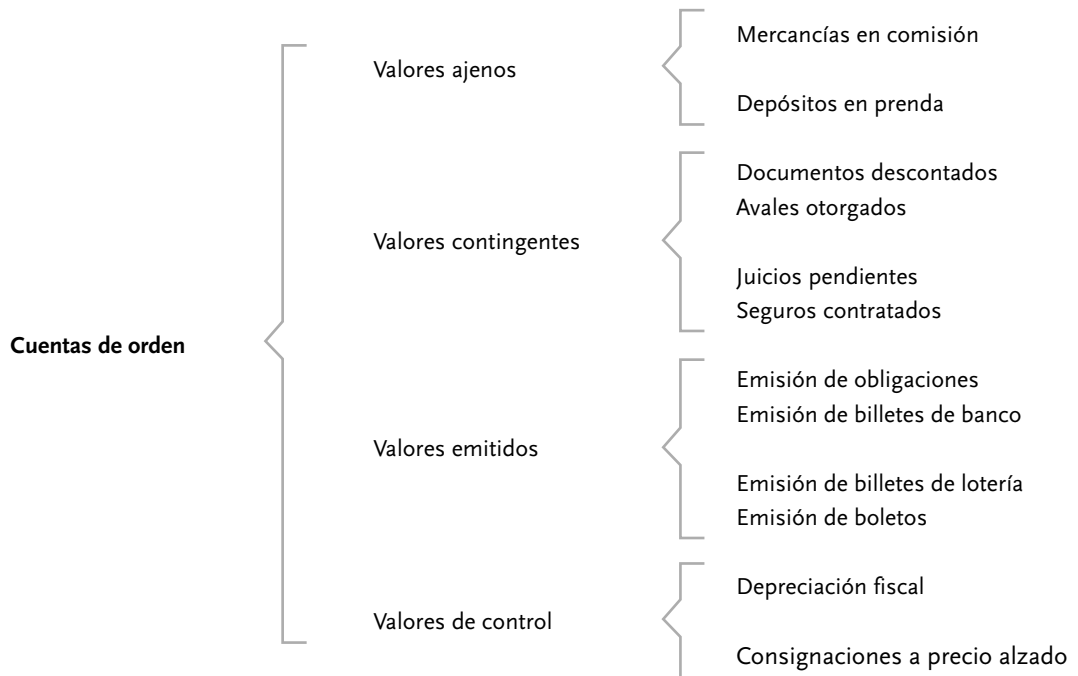 Cuentas de orden
Valores ajenos
Mercancías en comisión
Depósitos en prenda
Valores contingentes
Documentos descontados
Avales otorgados
Juicios pendientes
Seguros contratados
Valores emitidos
Emisión de obligaciones
Emisión de billetes de banco
Emisión de billetes de lotería
Emisión de boletos
Valores de control
Depreciación fiscal
Consignaciones a precio alzado